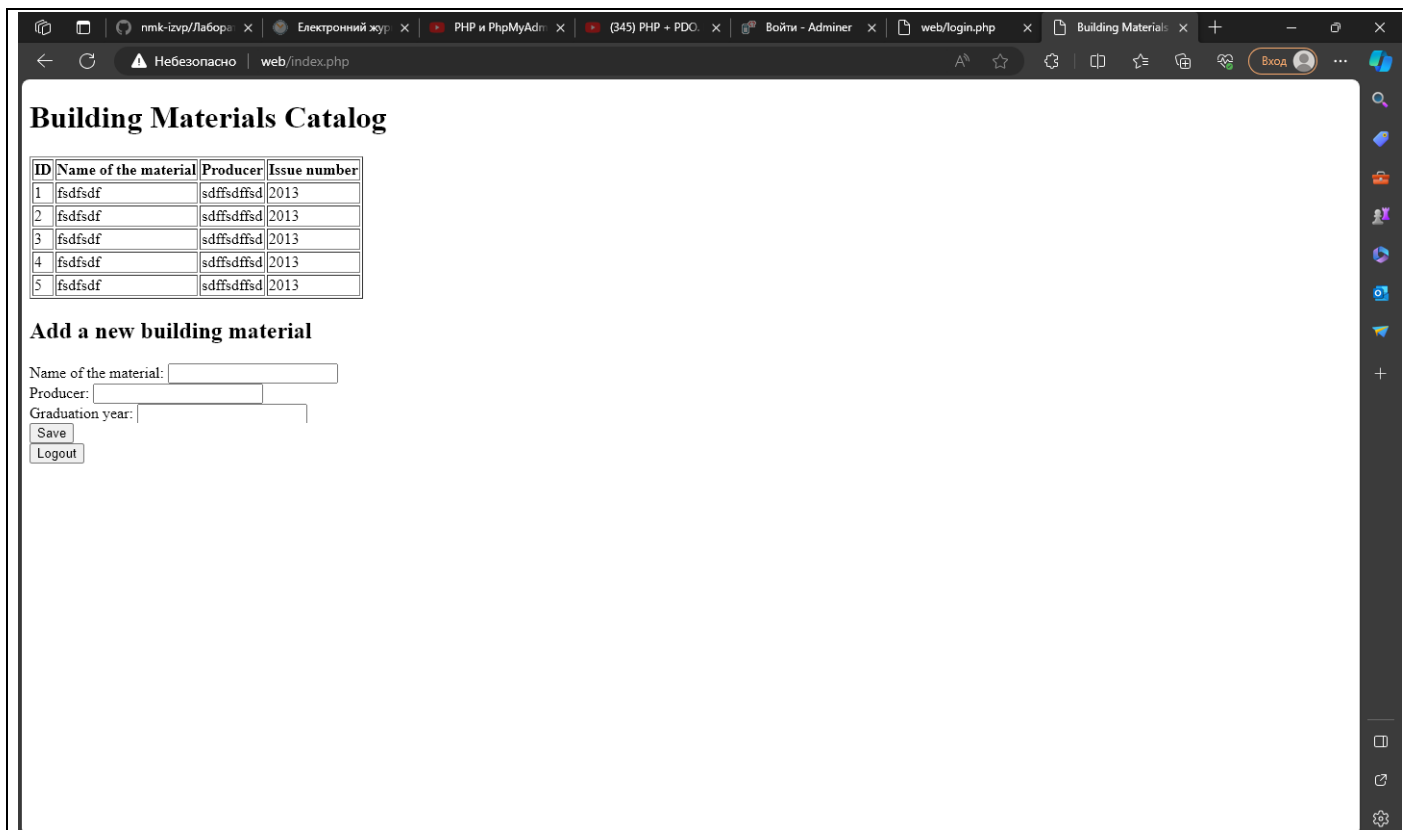 nmk-izvp/Лабора
Електронний жур
PHP и PhpMyAdm
(345) PHP + PDO.
Войти - Adminer
web/login.php
Building Materials
Небезопасно
web/index.php
Вход
Building Materials Catalog
ID Name of the material Producer Issue number
1 fsdfsdf sdffsdffsd 2013
2 fsdfsdf sdffsdffsd 2013
3 fsdfsdf sdffsdffsd 2013
4 fsdfsdf sdffsdffsd 2013
5 fsdfsdf sdffsdffsd 2013
Add a new building material
Name of the material:
Producer:
Graduation year:
Save
Logout